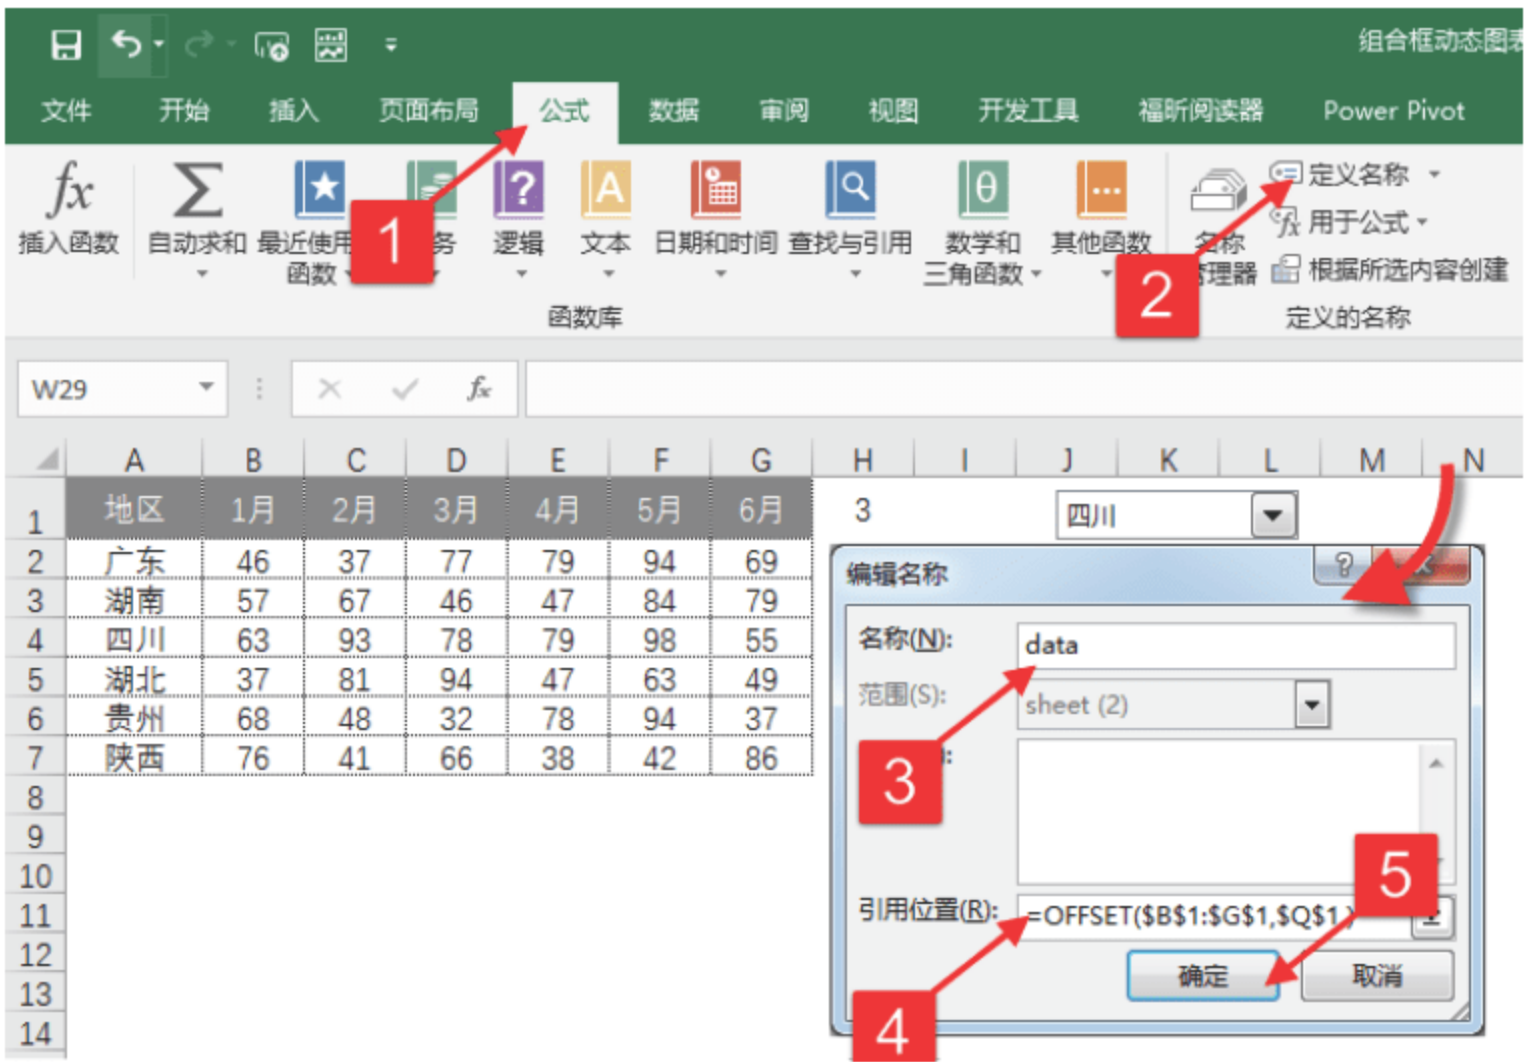 组合框动态图表
文件 开始 插入 页面布局 公式 数据 审阅 视图 开发工具 福昕阅读器 Power Pivot
fx ★ ? A θ 定义名称
fx 用于公式
插入函数 自动求和 最近使用 务 逻辑 文本 日期和时间 查找与引用 数学和 其他函数 名称
函数 三角函数 管理器 根据所选内容创建
函数库 定义的名称
1
2
W29 fx
A B C D E F G H I J K L M N
1 地区 1月 2月 3月 4月 5月 6月 3 四川
2 广东 46 37 77 79 94 69
3 湖南 57 67 46 47 84 79
4 四川 63 93 78 79 98 55
5 湖北 37 81 94 47 63 49
6 贵州 68 48 32 78 94 37
7 陕西 76 41 66 38 42 86
8
9
10
11
12
13
14
编辑名称 ?
名称(N): data
范围(S): sheet (2)
3
5
引用位置(R): =OFFSET($B$1:$G$1,$Q$1,)
确定 取消
4